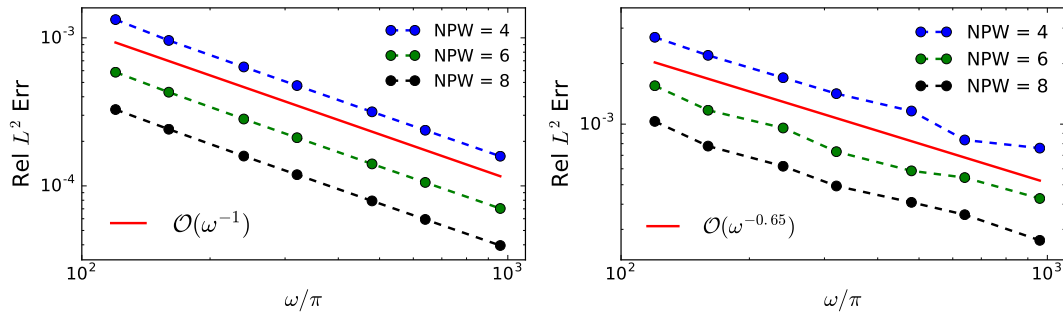 Rel L² Err
10⁻³
10⁻⁴
NPW = 4
NPW = 6
NPW = 8
O(ω⁻¹)
10²
10³
ω/π
Rel L² Err
10⁻³
NPW = 4
NPW = 6
NPW = 8
O(ω⁻⁰·⁶⁵)
10²
10³
ω/π